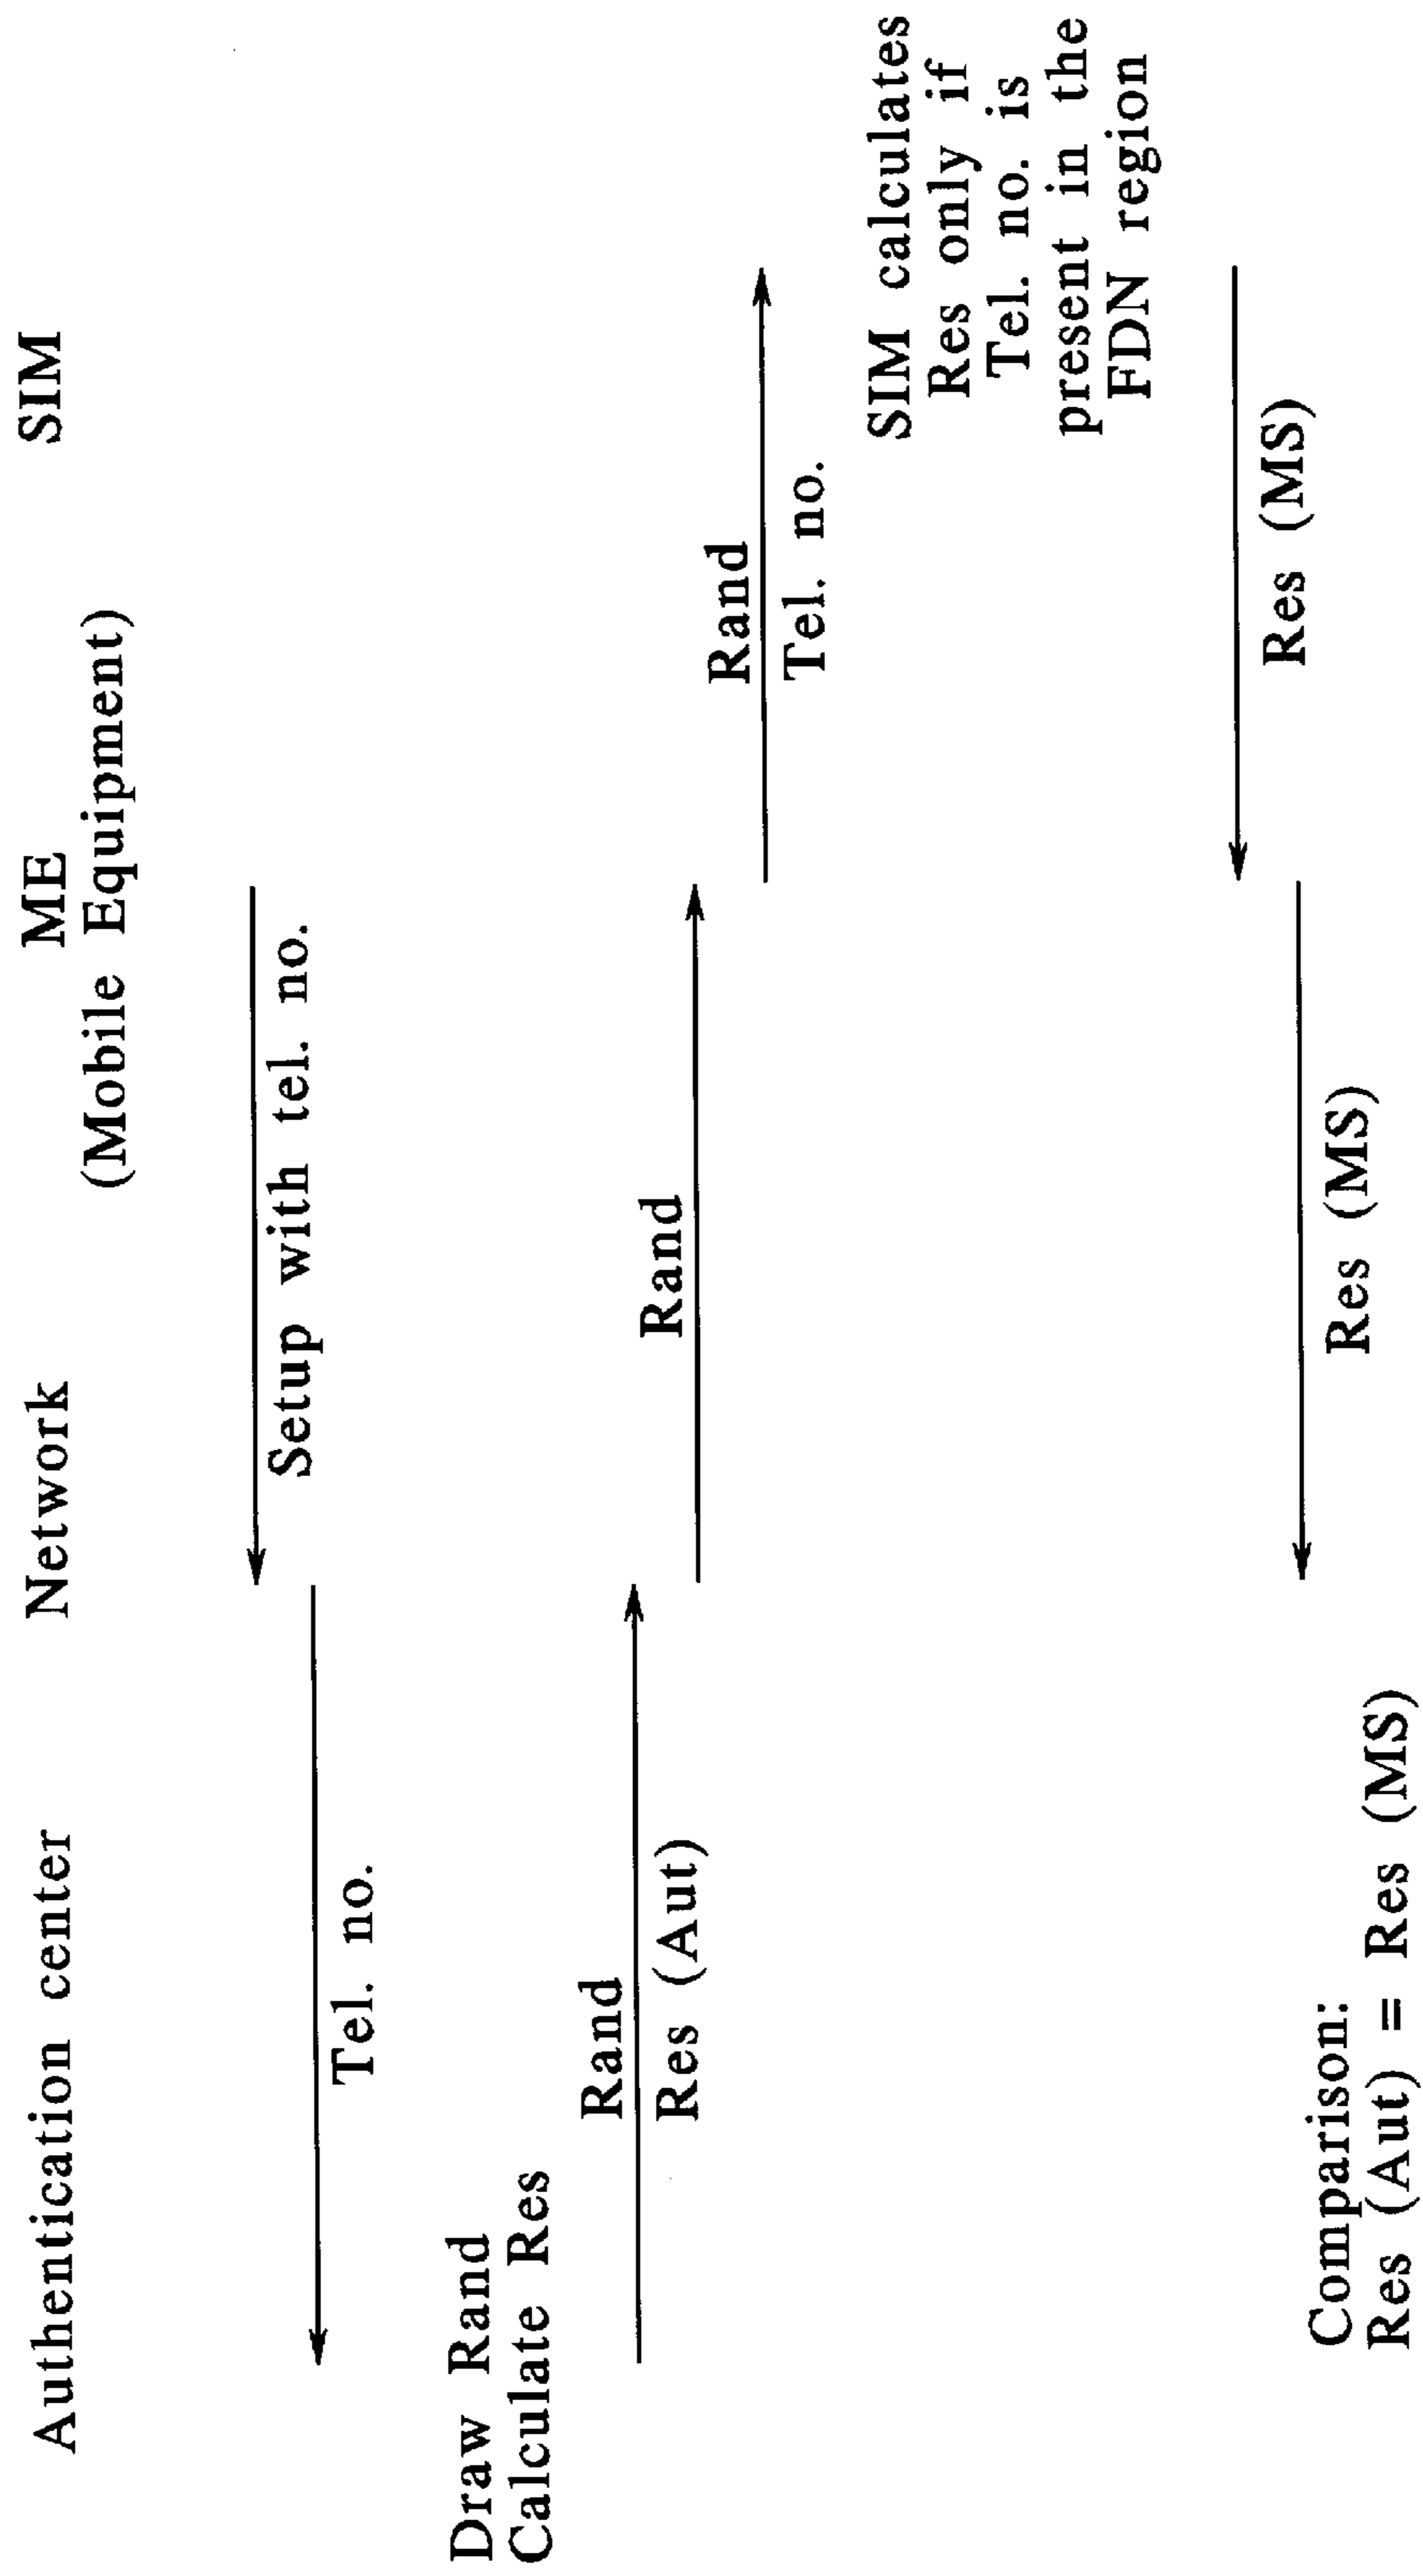 Authentication center
Network
ME
(Mobile Equipment)
SIM
Setup with tel. no.
Tel. no.
Draw Rand
Calculate Res
Rand
Res (Aut)
Rand
Rand
Tel. no.
SIM calculates
Res only if
Tel. no. is
present in the
FDN region
Res (MS)
Res (MS)
Comparison:
Res (Aut) = Res (MS)